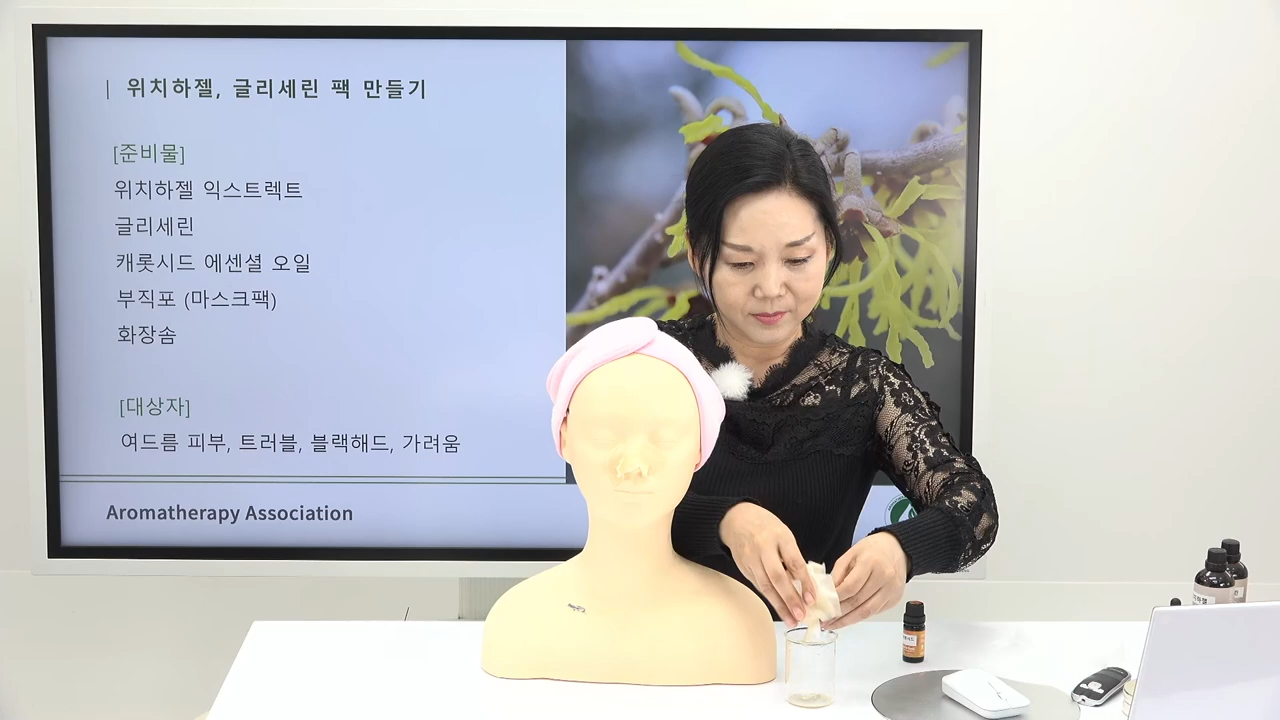 위치하젤, 글리세린 팩 만들기
[준비물]
위치하젤 익스트렉트
글리세린
캐롯시드 에센셜 오일
부직포 (마스크팩)
화장솜
[대상자]
여드름 피부, 트러블, 블랙해드, 가려움
Aromatherapy Association